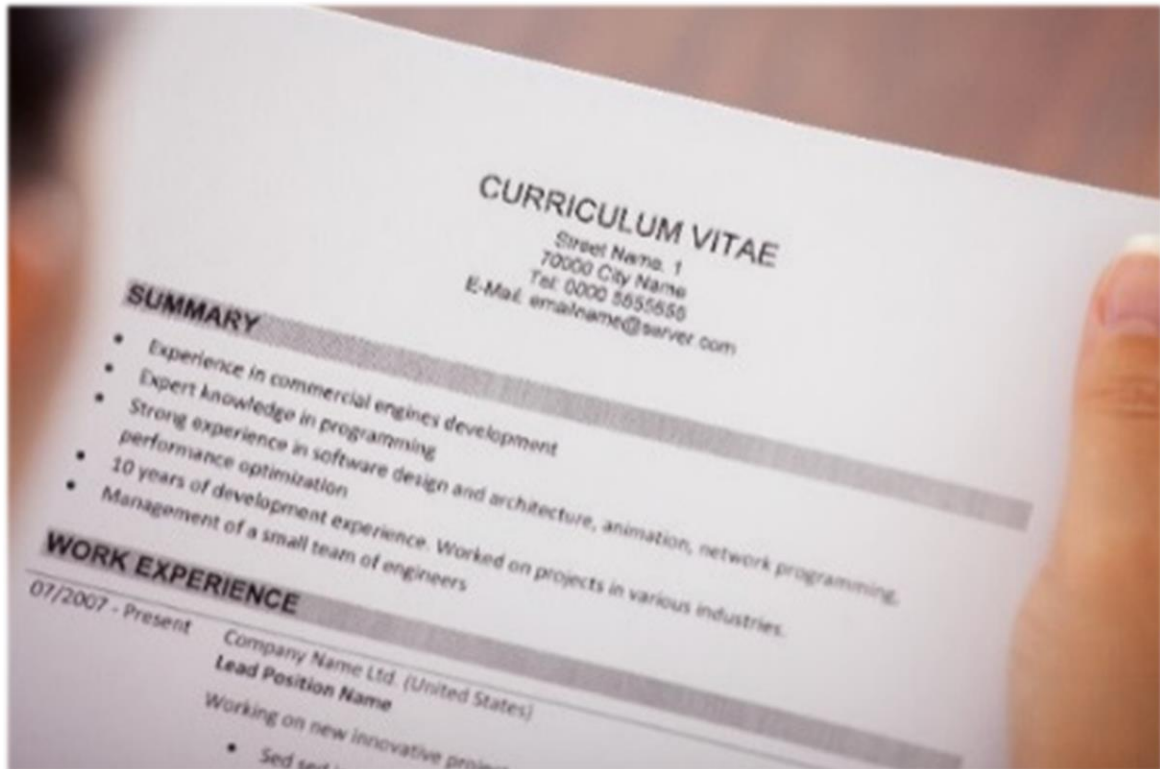 CURRICULUM VITAE
Street Name, 1
70000 City Name
Tel: 0000 5555555
E-Mail: emailname@server.com
SUMMARY
• Experience in commercial engines development
• Expert knowledge in programming
• Strong experience in software design and architecture, animation, network programming,
performance optimization
• 10 years of development experience. Worked on projects in various industries.
• Management of a small team of engineers
WORK EXPERIENCE
07/2007 - Present Company Name Ltd. (United States)
Lead Position Name
Working on new innovative
• Sed